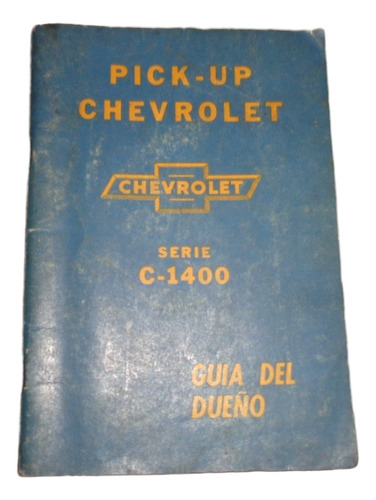 PICK-UP
CHEVROLET
CHEVROLET
SERIE
C-1400
GUIA DEL
DUEÑO